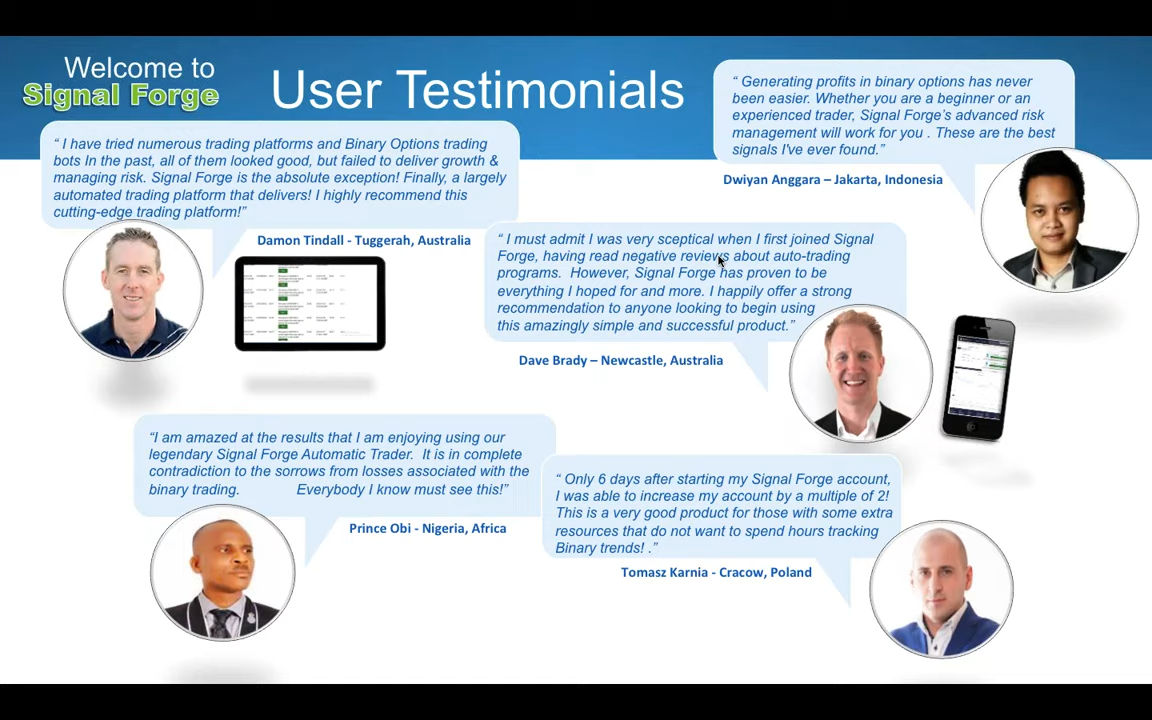 Welcome to
Signal Forge
User Testimonials
“ I have tried numerous trading platforms and Binary Options trading
bots In the past, all of them looked good, but failed to deliver growth &
managing risk. Signal Forge is the absolute exception! Finally, a largely
automated trading platform that delivers! I highly recommend this
cutting-edge trading platform!”
Damon Tindall - Tuggerah, Australia
“ Generating profits in binary options has never
been easier. Whether you are a beginner or an
experienced trader, Signal Forge’s advanced risk
management will work for you . These are the best
signals I've ever found.”
Dwiyan Anggara – Jakarta, Indonesia
“ I must admit I was very sceptical when I first joined Signal
Forge, having read negative reviews about auto-trading
programs.  However, Signal Forge has proven to be
everything I hoped for and more. I happily offer a strong
recommendation to anyone looking to begin using
this amazingly simple and successful product.”
Dave Brady – Newcastle, Australia
“I am amazed at the results that I am enjoying using our
legendary Signal Forge Automatic Trader.  It is in complete
contradiction to the sorrows from losses associated with the
binary trading. Everybody I know must see this!”
Prince Obi - Nigeria, Africa
“ Only 6 days after starting my Signal Forge account,
I was able to increase my account by a multiple of 2!
This is a very good product for those with some extra
resources that do not want to spend hours tracking
Binary trends! .”
Tomasz Karnia - Cracow, Poland